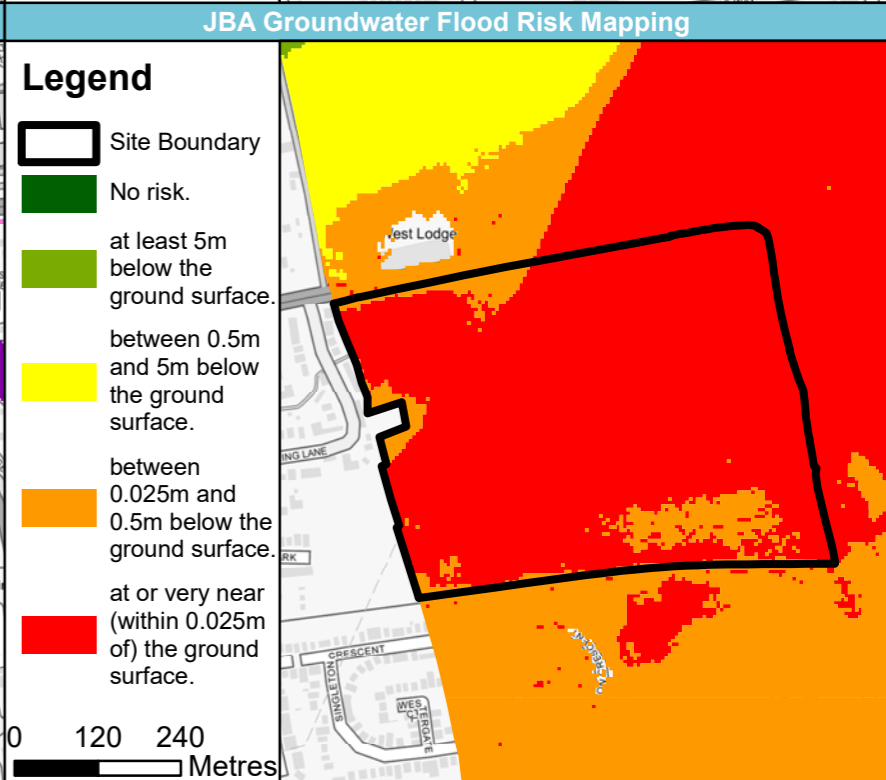 JBA Groundwater Flood Risk Mapping
Legend
Site Boundary
No risk.
at least 5m
below the
ground surface.
between 0.5m
and 5m below
the ground
surface.
between
0.025m and
0.5m below the
ground surface.
at or very near
(within 0.025m
of) the ground
surface.
0 120 240
Metres
est Lodge
ING LANE
RK
CRESCENT
SINGLETON
WES
TERGATE